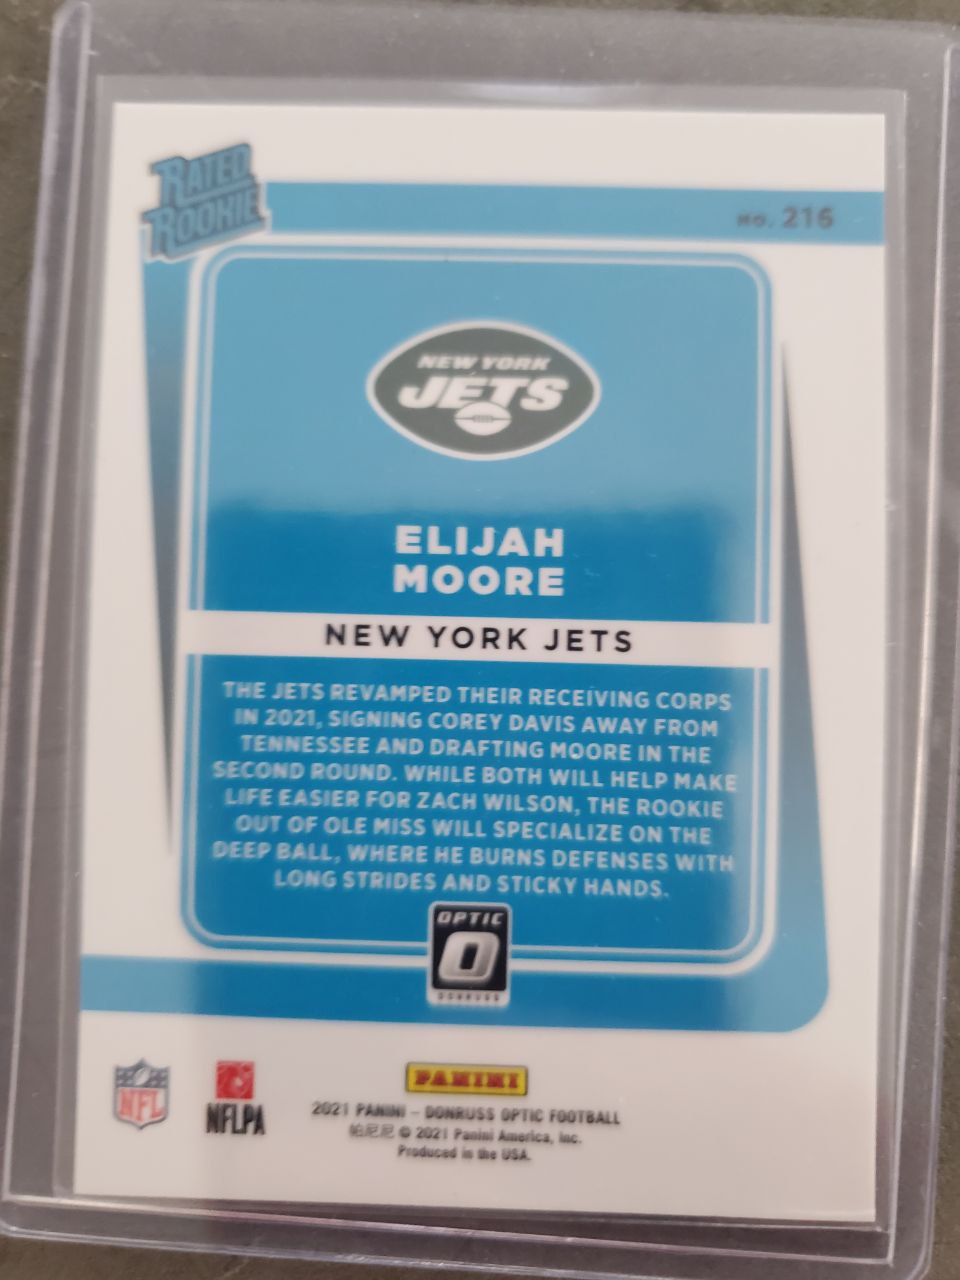 RATED
ROOKIE
NO. 216
NEW YORK
JETS
ELIJAH
MOORE
NEW YORK JETS
THE JETS REVAMPED THEIR RECEIVING CORPS
IN 2021, SIGNING COREY DAVIS AWAY FROM
TENNESSEE AND DRAFTING MOORE IN THE
SECOND ROUND. WHILE BOTH WILL HELP MAKE
LIFE EASIER FOR ZACH WILSON, THE ROOKIE
OUT OF OLE MISS WILL SPECIALIZE ON THE
DEEP BALL, WHERE HE BURNS DEFENSES WITH
LONG STRIDES AND STICKY HANDS.
OPTIC
O
DONRUSS
NFL
NFLPA
PANINI
2021 PANINI – DONRUSS OPTIC FOOTBALL
帕尼尼 © 2021 Panini America, Inc.
Produced in the USA.